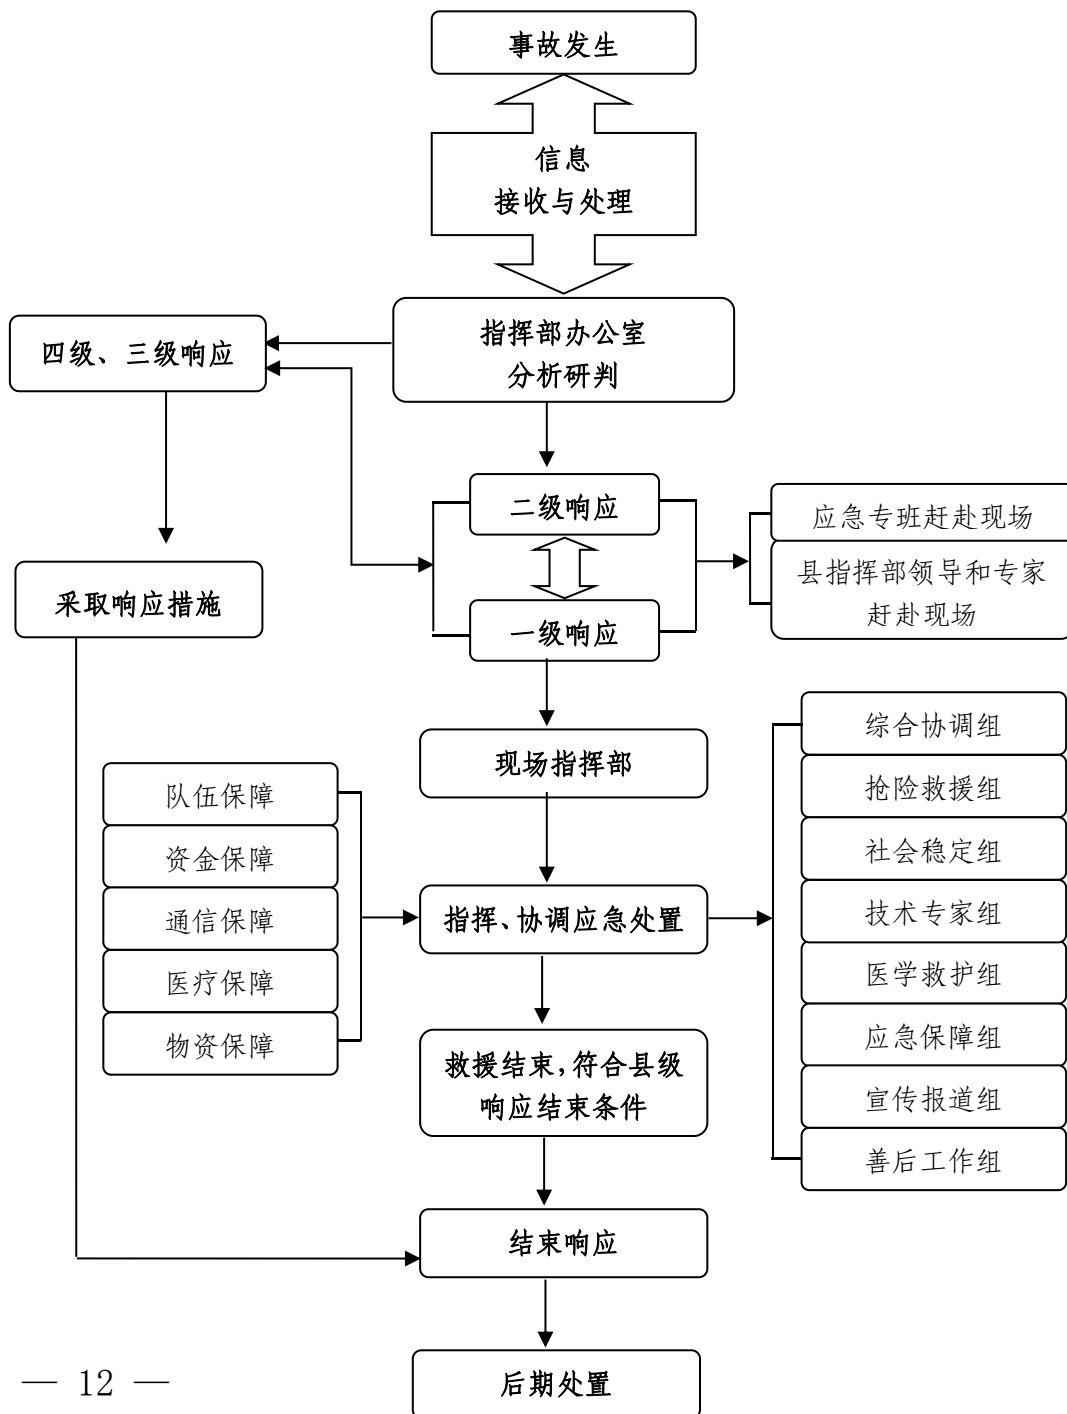 事故发生
信息
接收与处理
指挥部办公室
分析研判
四级、三级响应
二级响应
应急专班赶赴现场
县指挥部领导和专家
赶赴现场
采取响应措施
一级响应
现场指挥部
队伍保障
资金保障
通信保障
医疗保障
物资保障
指挥、协调应急处置
综合协调组
抢险救援组
社会稳定组
技术专家组
医学救护组
应急保障组
宣传报道组
善后工作组
救援结束，符合县级
响应结束条件
结束响应
后期处置
— 12 —